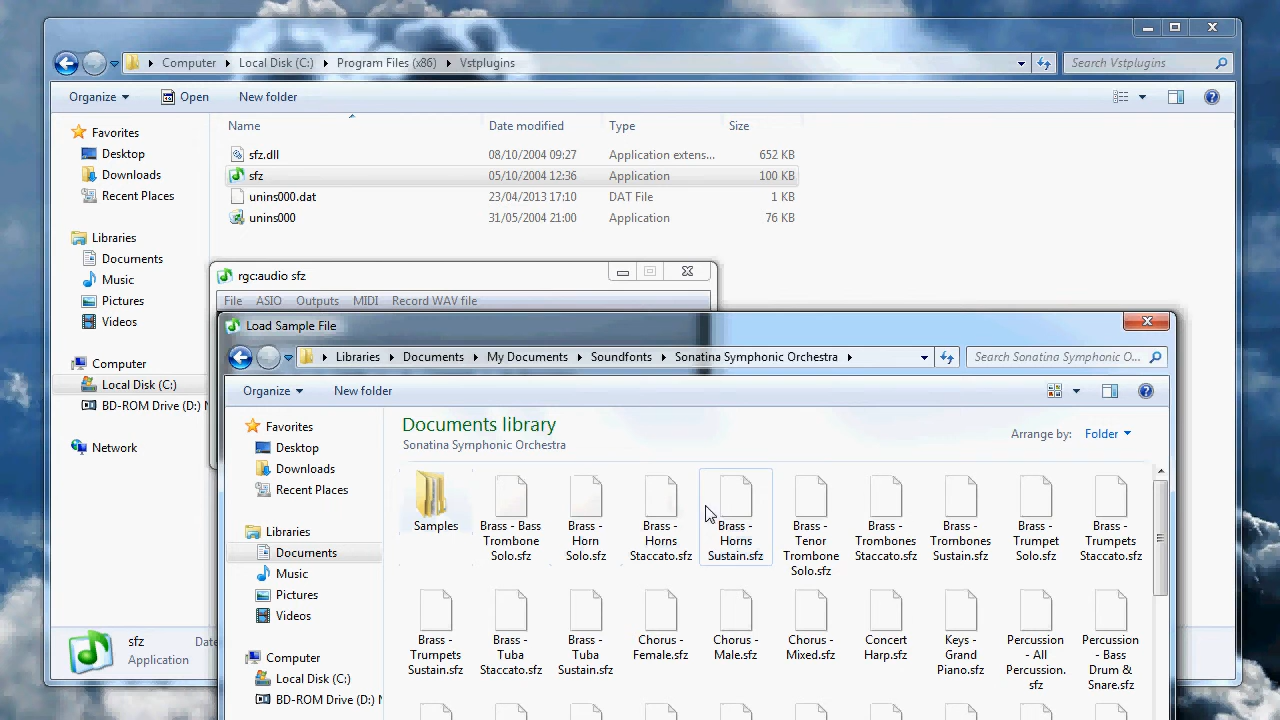 Computer Local Disk (C:) Program Files (x86) Vstplugins
Search Vstplugins
Organize Open New folder
Name Date modified Type Size
sfz.dll 08/10/2004 09:27 Application extens... 652 KB
sfz 05/10/2004 12:36 Application 100 KB
unins000.dat 23/04/2013 17:10 DAT File 1 KB
unins000 31/05/2004 21:00 Application 76 KB
Favorites
Desktop
Downloads
Recent Places
Libraries
Documents
Music
Pictures
Videos
Computer
Local Disk (C:)
BD-ROM Drive (D:)
Network
sfz
Application
rgc:audio sfz
File ASIO Outputs MIDI Record WAV file
Load Sample File
Libraries Documents My Documents Soundfonts Sonatina Symphonic Orchestra
Search Sonatina Symphonic O...
Organize New folder
Favorites
Desktop
Downloads
Recent Places
Libraries
Documents
Music
Pictures
Videos
Computer
Local Disk (C:)
BD-ROM Drive (D:)
Documents library
Sonatina Symphonic Orchestra
Arrange by: Folder
Samples
Brass - Bass
Trombone
Solo.sfz
Brass -
Horn
Solo.sfz
Brass -
Horns
Staccato.sfz
Brass -
Horns
Sustain.sfz
Brass -
Tenor
Trombone
Solo.sfz
Brass -
Trombones
Staccato.sfz
Brass -
Trombones
Sustain.sfz
Brass -
Trumpet
Solo.sfz
Brass -
Trumpets
Staccato.sfz
Brass -
Trumpets
Sustain.sfz
Brass -
Tuba
Staccato.sfz
Brass -
Tuba
Sustain.sfz
Chorus -
Female.sfz
Chorus -
Male.sfz
Chorus -
Mixed.sfz
Concert
Harp.sfz
Keys -
Grand
Piano.sfz
Percussion
- All
Percussion.
sfz
Percussion
- Bass
Drum &
Snare.sfz